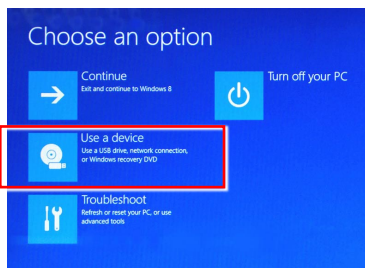 Choose an option
Continue
Exit and continue to Windows 8
Turn off your PC
Use a device
Use a USB drive, network connection,
or Windows recovery DVD
Troubleshoot
Refresh or reset your PC, or use
advanced tools